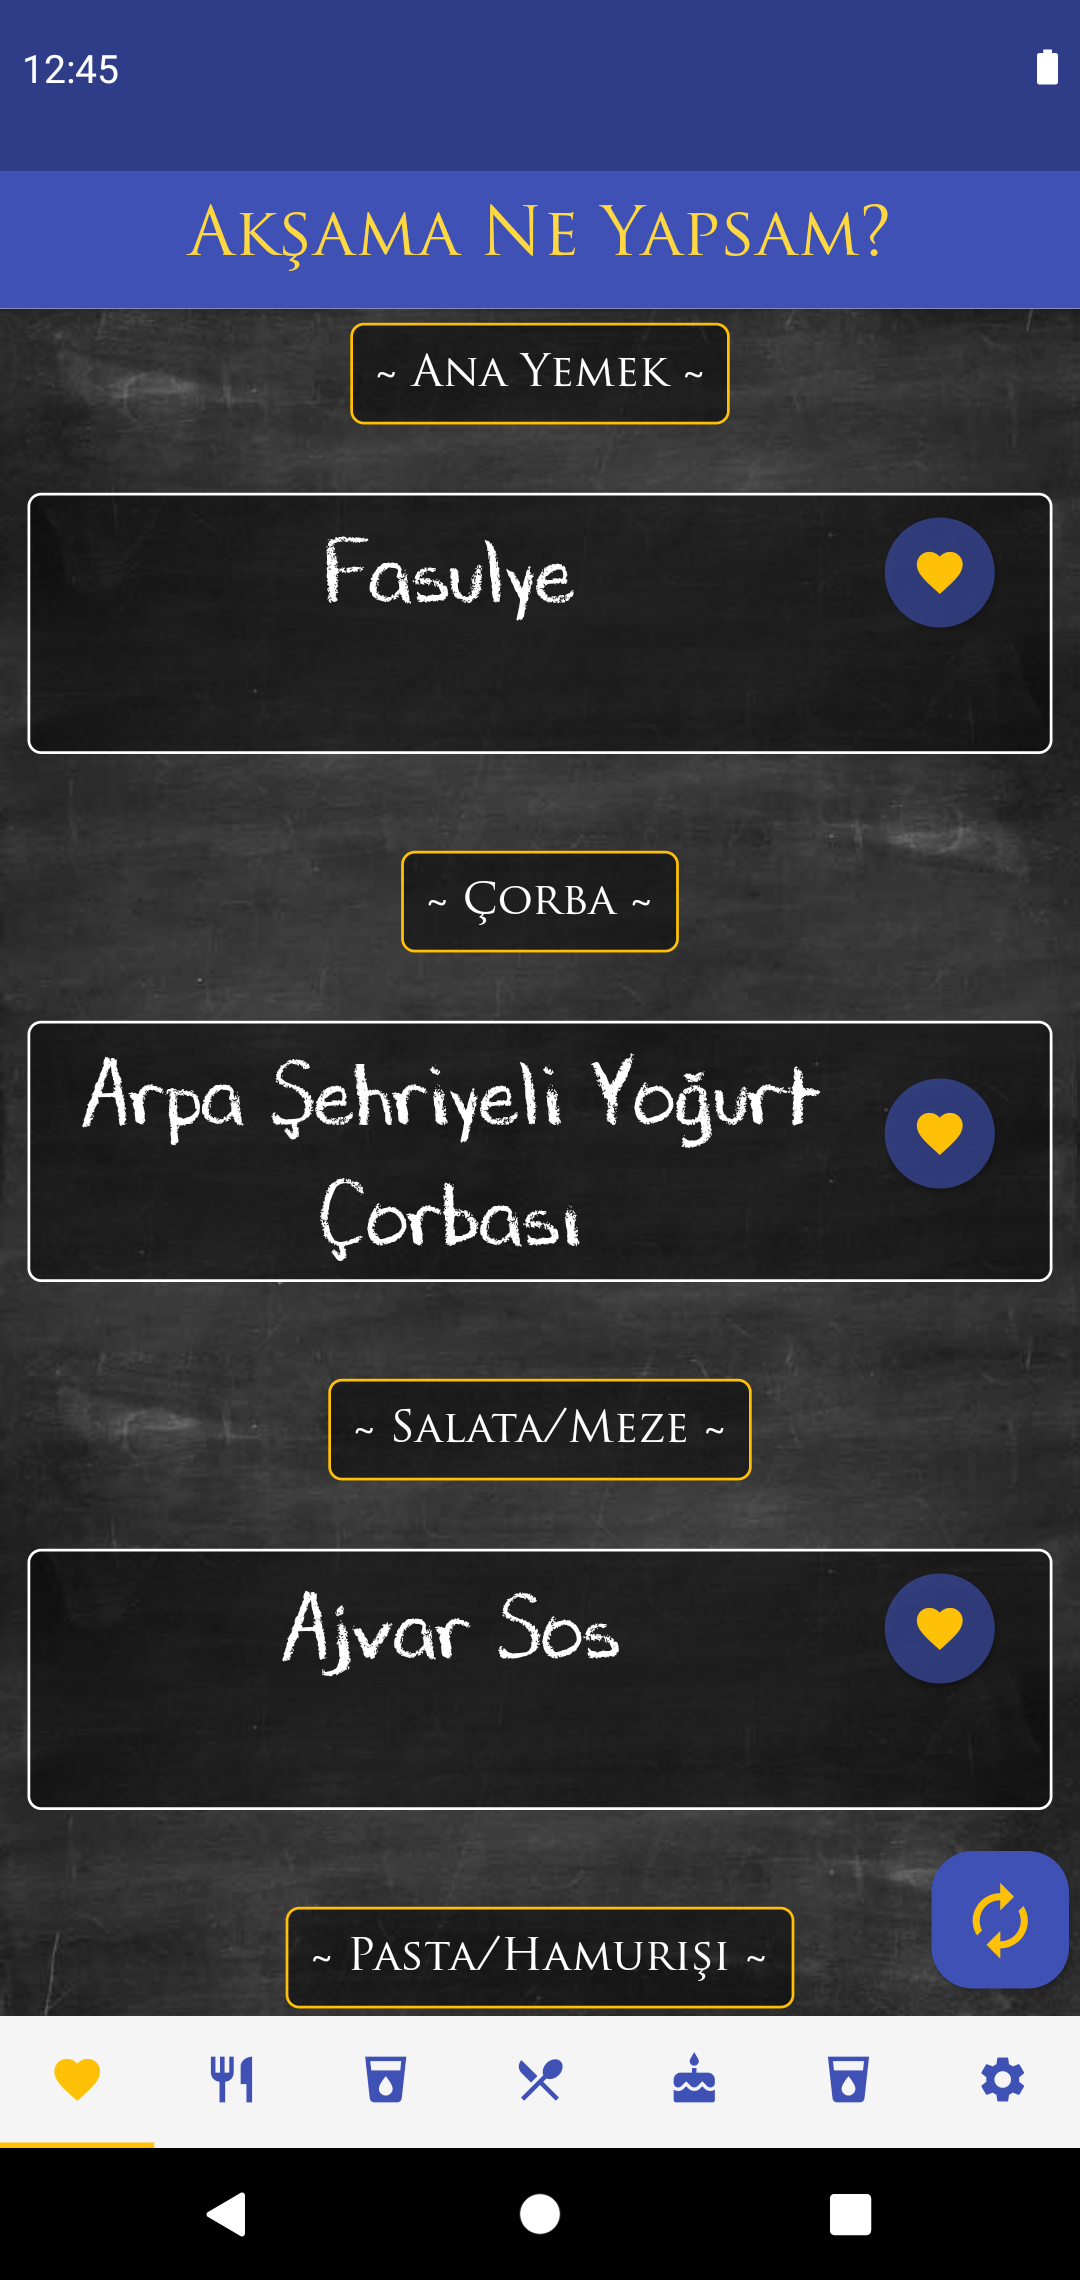 12:45
Akşama Ne Yapsam?
~ Ana Yemek ~
Fasulye
~ Çorba ~
Arpa Şehriyeli Yoğurt
Çorbası
~ Salata/Meze ~
Ajvar Sos
~ Pasta/Hamurişi ~